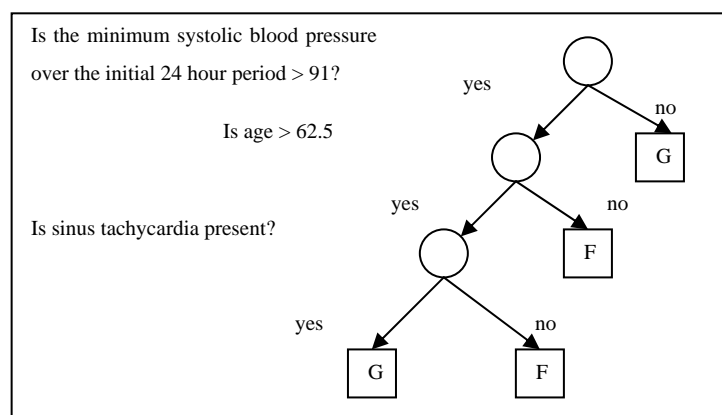 Is the minimum systolic blood pressure
over the initial 24 hour period > 91?
yes
no
Is age > 62.5
G
yes
no
Is sinus tachycardia present?
F
yes
no
G
F